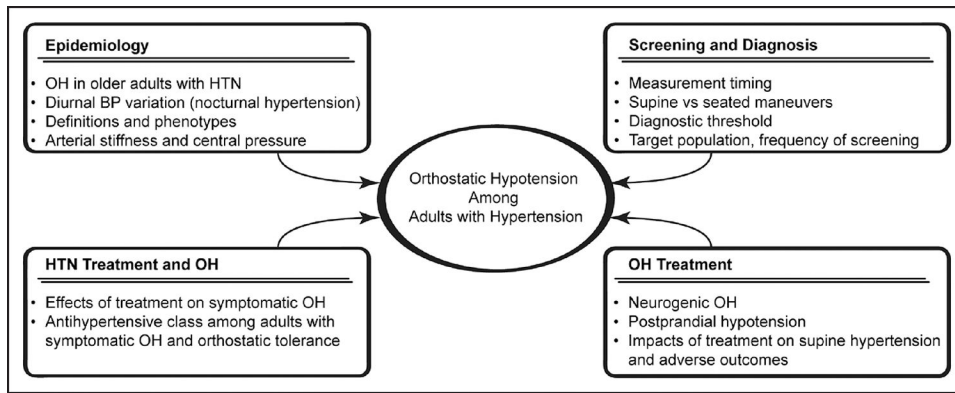 Epidemiology
• OH in older adults with HTN
• Diurnal BP variation (nocturnal hypertension)
• Definitions and phenotypes
• Arterial stiffness and central pressure
Screening and Diagnosis
• Measurement timing
• Supine vs seated maneuvers
• Diagnostic threshold
• Target population, frequency of screening
Orthostatic Hypotension
Among
Adults with Hypertension
HTN Treatment and OH
• Effects of treatment on symptomatic OH
• Antihypertensive class among adults with
symptomatic OH and orthostatic tolerance
OH Treatment
• Neurogenic OH
• Postprandial hypotension
• Impacts of treatment on supine hypertension
and adverse outcomes